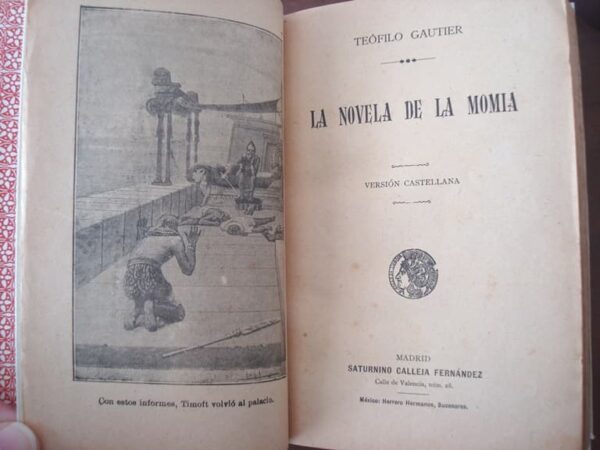 Con estos informes, Timoft volvió al palacio.
TEÓFILO GAUTIER
LA NOVELA DE LA MOMIA
VERSIÓN CASTELLANA
MADRID
SATURNINO CALLEJA FERNÁNDEZ
Calle de Valencia, núm. 28.
México: Herrero Hermanos, Sucesores.